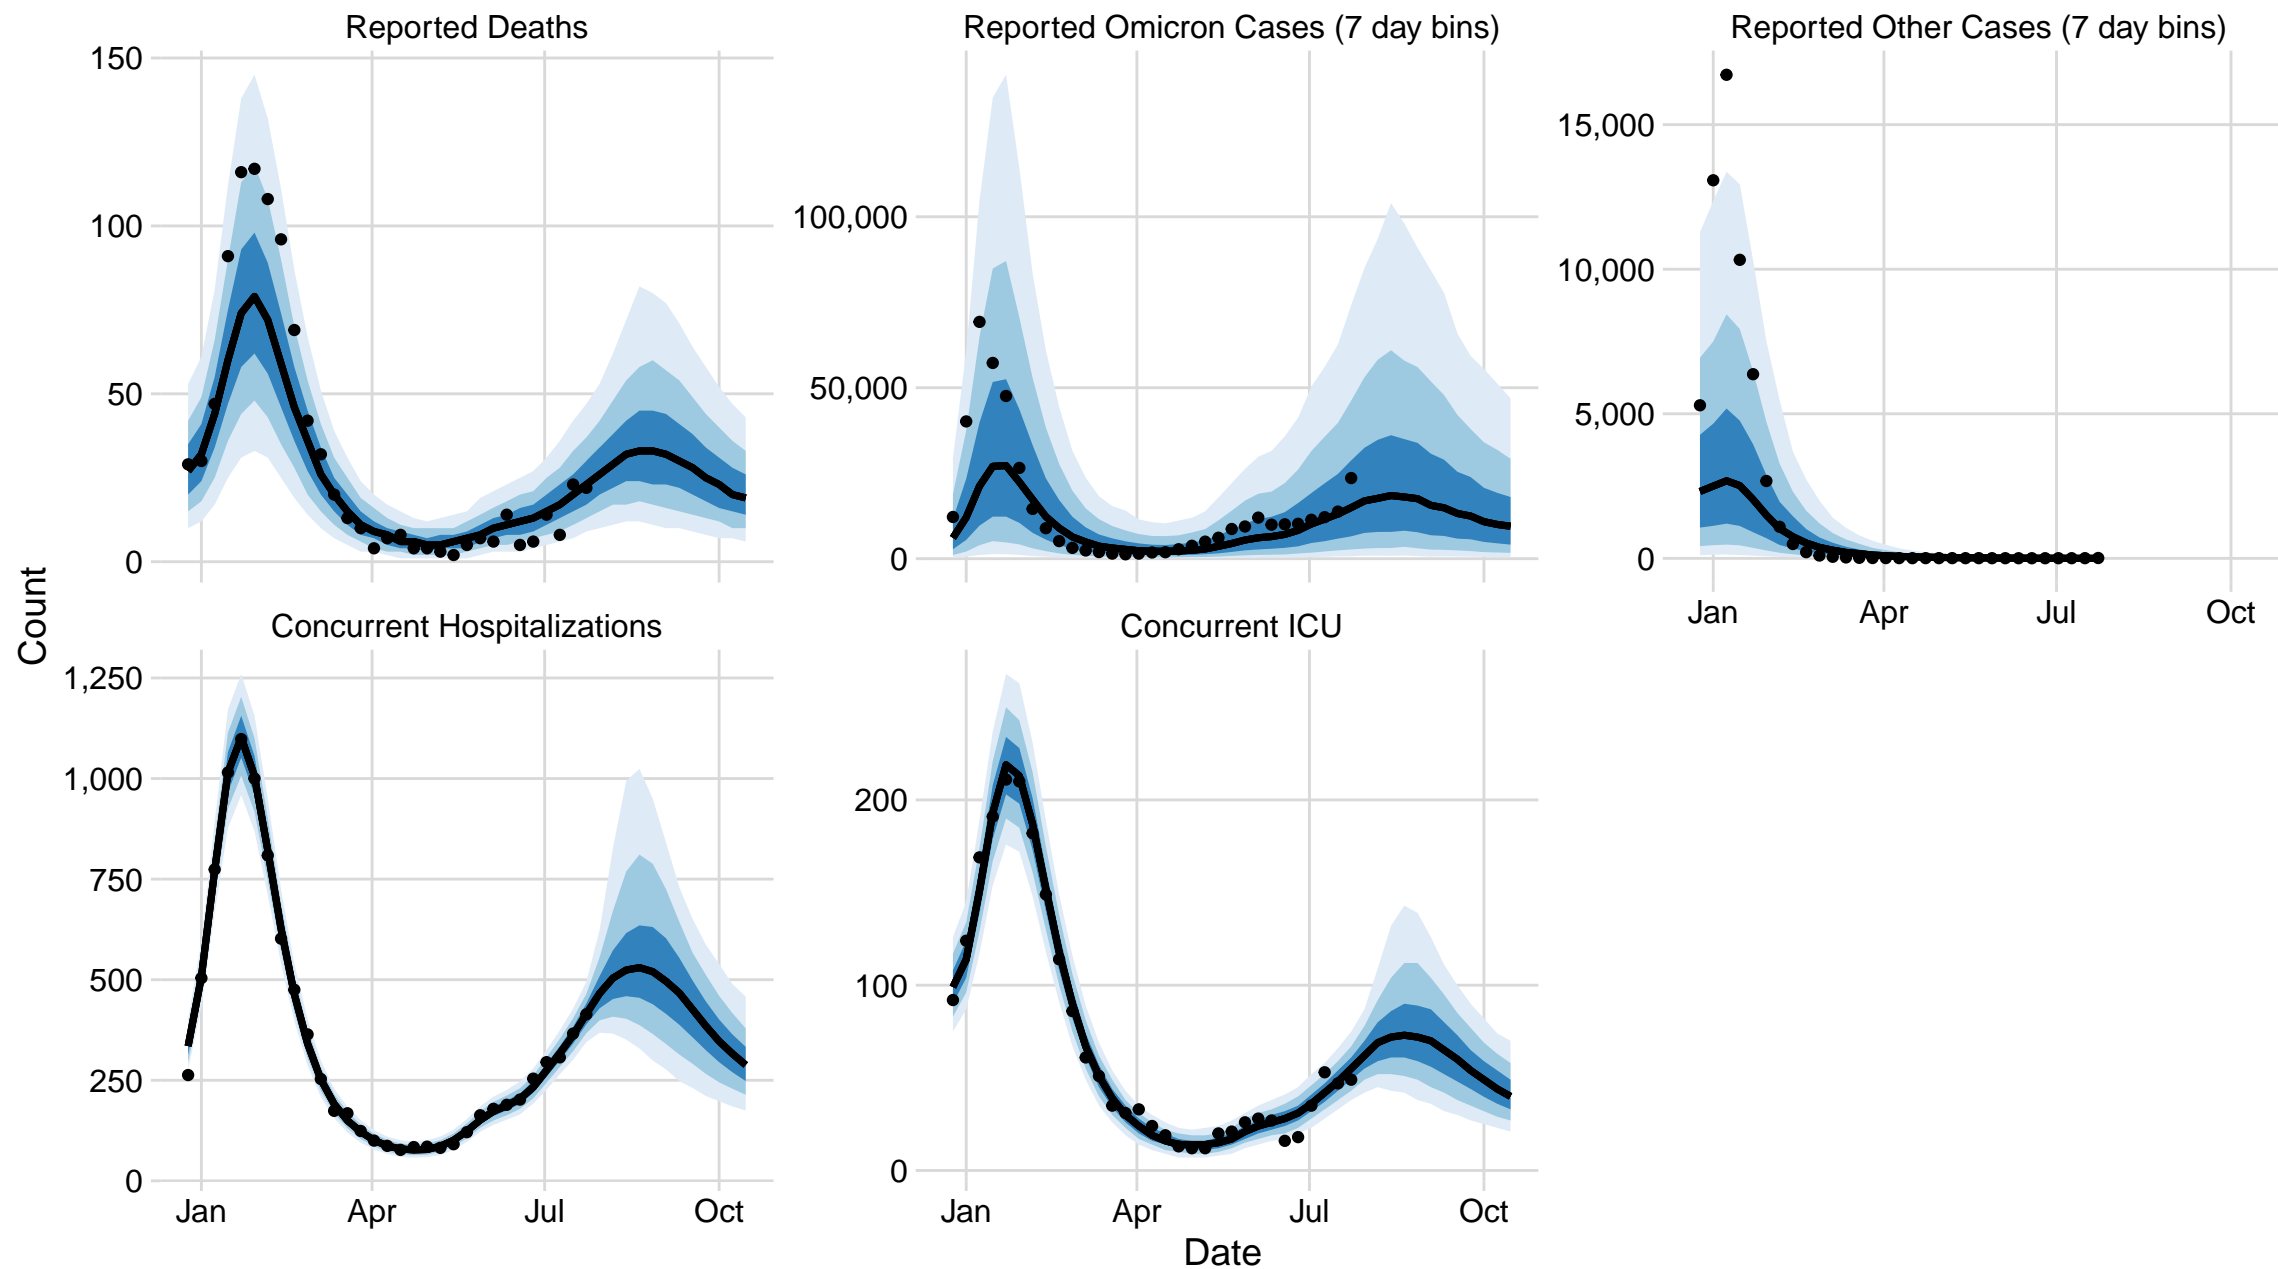 Reported Deaths
Reported Omicron Cases (7 day bins)
Reported Other Cases (7 day bins)
150
100
50
0
100,000
50,000
0
15,000
10,000
5,000
0
Jan Apr Jul Oct
Count
Concurrent Hospitalizations
Concurrent ICU
1,250
1,000
750
500
250
0
200
100
0
Jan Apr Jul Oct
Jan Apr Jul Oct
Date